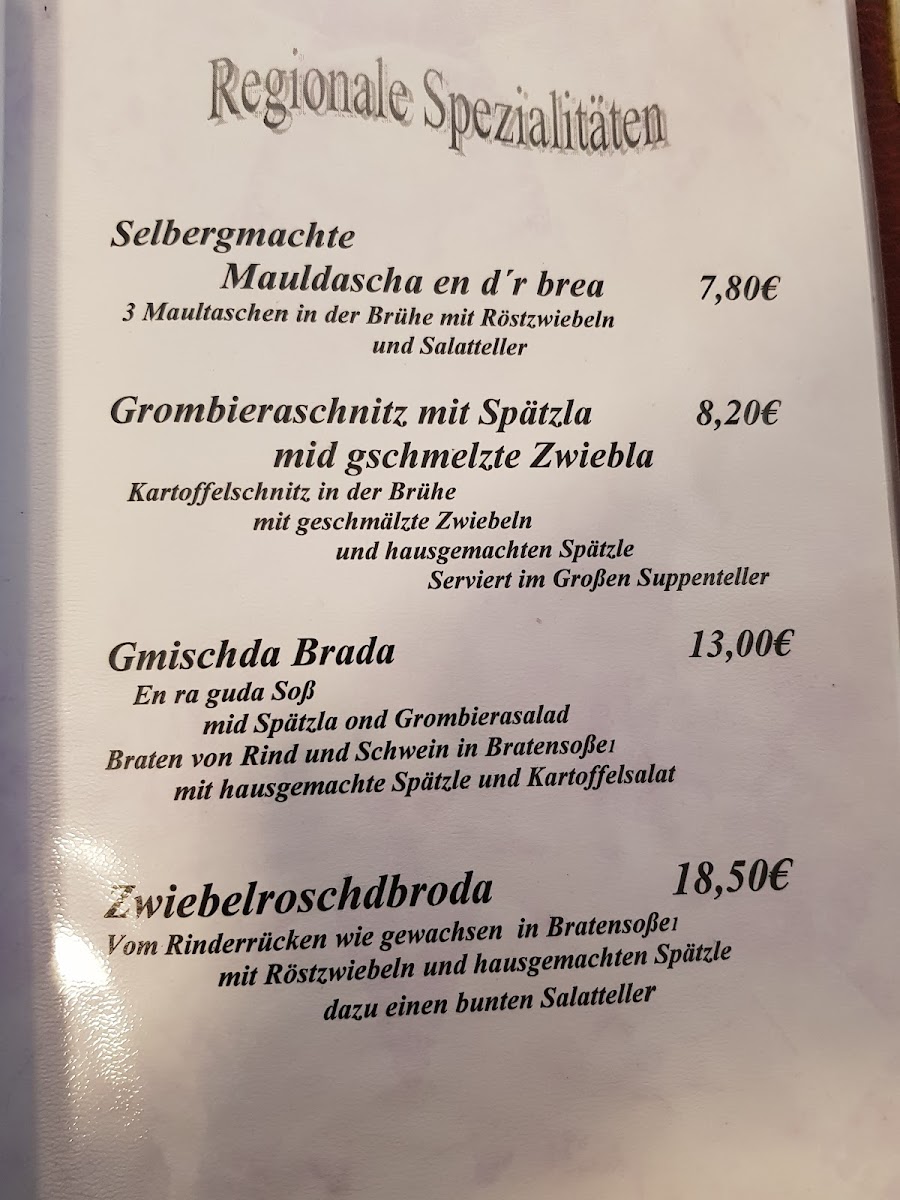 Regionale Spezialitäten
Selbergmachte
Mauldascha en d´r brea 7,80€
3 Maultaschen in der Brühe mit Röstzwiebeln
und Salatteller
Grombieraschnitz mit Spätzla 8,20€
mid gschmelzte Zwiebla
Kartoffelschnitz in der Brühe
mit geschmälzte Zwiebeln
und hausgemachten Spätzle
Serviert im Großen Suppenteller
Gmischda Brada 13,00€
En ra guda Soß
mid Spätzla ond Grombierasalad
Braten von Rind und Schwein in Bratensoße1
mit hausgemachte Spätzle und Kartoffelsalat
Zwiebelroschdbroda 18,50€
Vom Rinderrücken wie gewachsen in Bratensoße1
mit Röstzwiebeln und hausgemachten Spätzle
dazu einen bunten Salatteller